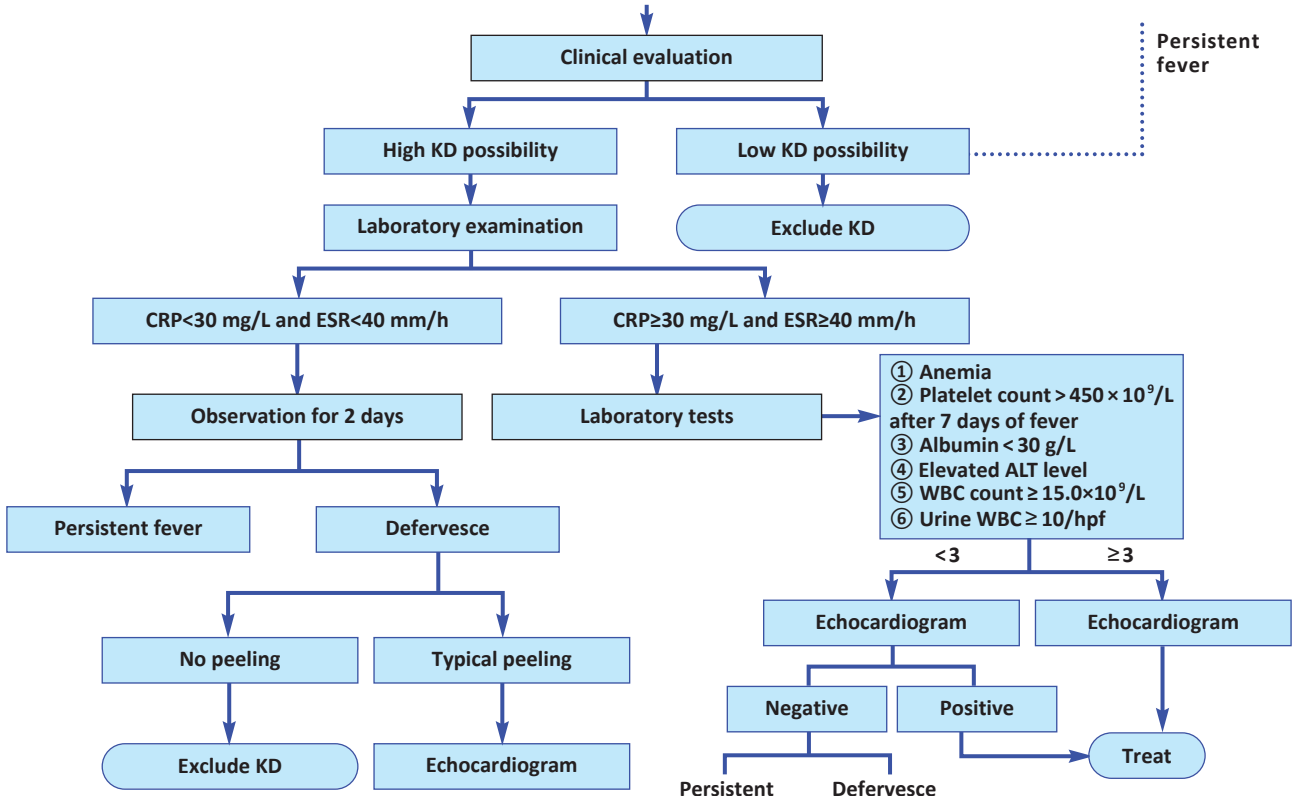 Clinical evaluation
Persistent
fever
High KD possibility
Low KD possibility
Laboratory examination
Exclude KD
CRP<30 mg/L and ESR<40 mm/h
CRP≥30 mg/L and ESR≥40 mm/h
Observation for 2 days
Laboratory tests
① Anemia
② Platelet count > 450 × 10⁹/L
after 7 days of fever
③ Albumin < 30 g/L
④ Elevated ALT level
⑤ WBC count ≥ 15.0×10⁹/L
⑥ Urine WBC ≥ 10/hpf
Persistent fever
Defervesce
<3
≥3
Echocardiogram
Echocardiogram
No peeling
Typical peeling
Negative
Positive
Exclude KD
Echocardiogram
Treat
Persistent
Defervesce